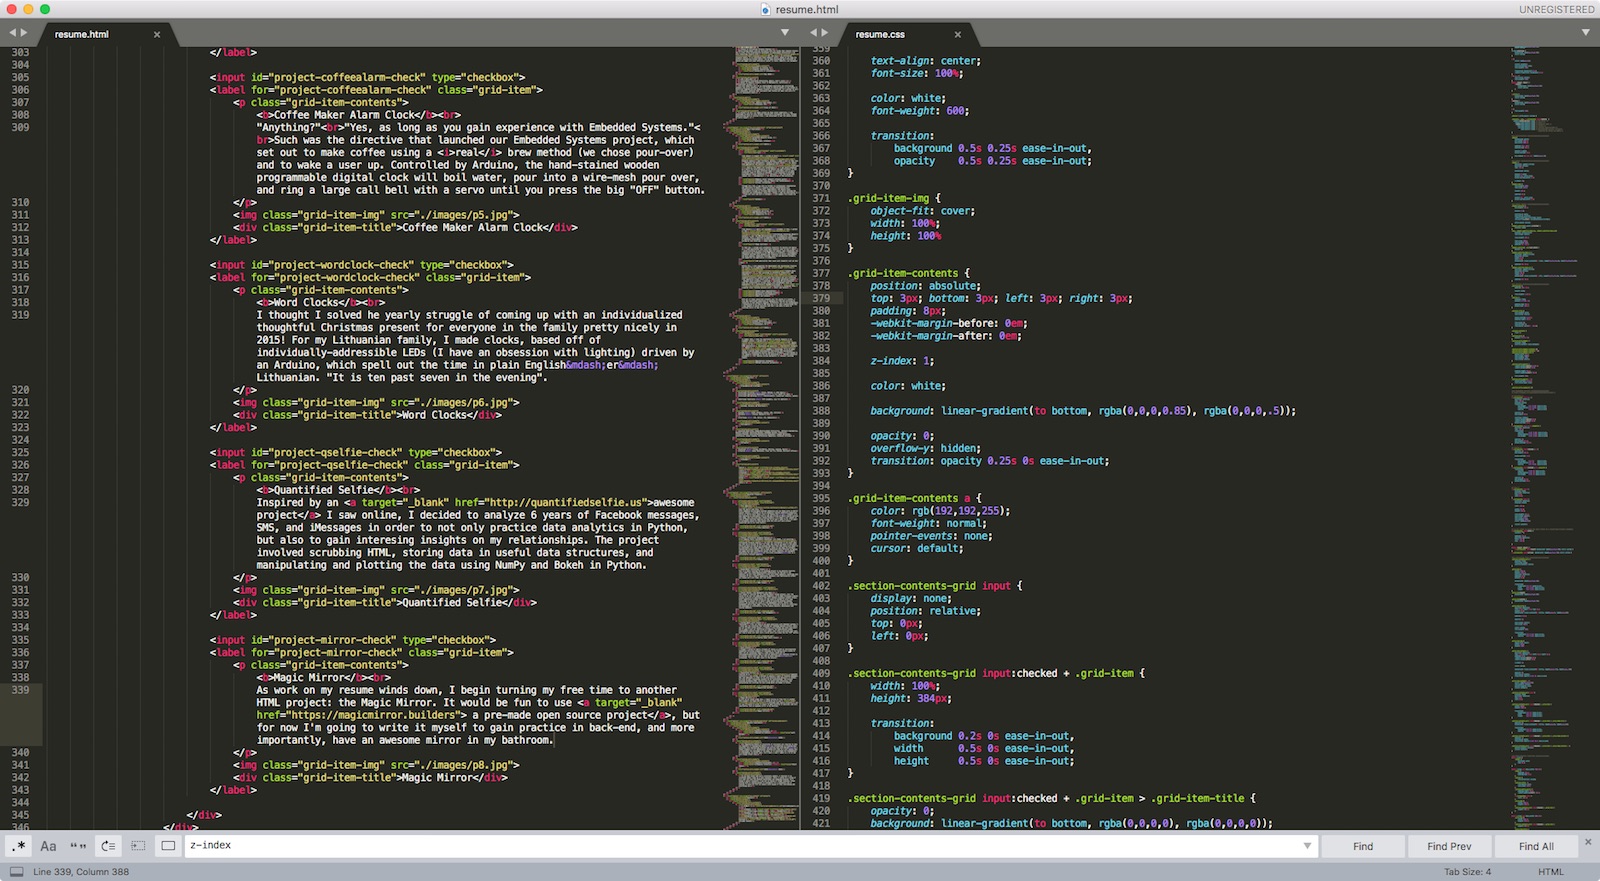 resume.html
UNREGISTERED
resume.html ×
303 </label>
304
305 <input id="project-coffeealarm-check" type="checkbox">
306 <label for="project-coffeealarm-check" class="grid-item">
307 <p class="grid-item-contents">
308 <b>Coffee Maker Alarm Clock</b><br>
309 "Anything?"<br>"Yes, as long as you gain experience with Embedded Systems."<
br>Such was the directive that launched our Embedded Systems project, which
set out to make coffee using a <i>real</i> brew method (we chose pour-over)
and to wake a user up. Controlled by Arduino, the hand-stained wooden
programmable digital clock will boil water, pour into a wire-mesh pour over,
and ring a large call bell with a servo until you press the big "OFF" button.
310 </p>
311 <img class="grid-item-img" src="./images/p5.jpg">
312 <div class="grid-item-title">Coffee Maker Alarm Clock</div>
313 </label>
314
315 <input id="project-wordclock-check" type="checkbox">
316 <label for="project-wordclock-check" class="grid-item">
317 <p class="grid-item-contents">
318 <b>Word Clocks</b><br>
319 I thought I solved he yearly struggle of coming up with an individualized
thoughtful Christmas present for everyone in the family pretty nicely in
2015! For my Lithuanian family, I made clocks, based off of
individually-addressible LEDs (I have an obsession with lighting) driven by
an Arduino, which spell out the time in plain English&mdash;er&mdash;
Lithuanian. "It is ten past seven in the evening".
320 </p>
321 <img class="grid-item-img" src="./images/p6.jpg">
322 <div class="grid-item-title">Word Clocks</div>
323 </label>
324
325 <input id="project-qselfie-check" type="checkbox">
326 <label for="project-qselfie-check" class="grid-item">
327 <p class="grid-item-contents">
328 <b>Quantified Selfie</b><br>
329 Inspired by an <a target="_blank" href="http://quantifiedselfie.us">awesome
project</a> I saw online, I decided to analyze 6 years of Facebook messages,
SMS, and iMessages in order to not only practice data analytics in Python,
but also to gain interesing insights on my relationships. The project
involved scrubbing HTML, storing data in useful data structures, and
manipulating and plotting the data using NumPy and Bokeh in Python.
330 </p>
331 <img class="grid-item-img" src="./images/p7.jpg">
332 <div class="grid-item-title">Quantified Selfie</div>
333 </label>
334
335 <input id="project-mirror-check" type="checkbox">
336 <label for="project-mirror-check" class="grid-item">
337 <p class="grid-item-contents">
338 <b>Magic Mirror</b><br>
339 As work on my resume winds down, I begin turning my free time to another
HTML project: the Magic Mirror. It would be fun to use <a target="_blank"
href="https://magicmirror.builders"> a pre-made open source project</a>, but
for now I'm going to write it myself to gain practice in back-end, and more
importantly, have an awesome mirror in my bathroom.
340 </p>
341 <img class="grid-item-img" src="./images/p8.jpg">
342 <div class="grid-item-title">Magic Mirror</div>
343 </label>
344
345 </div>
346 </div>
resume.css ×
359
360 text-align: center;
361 font-size: 100%;
362
363 color: white;
364 font-weight: 600;
365
366 transition:
367 background 0.5s 0.25s ease-in-out,
368 opacity 0.5s 0.25s ease-in-out;
369 }
370
371 .grid-item-img {
372 object-fit: cover;
373 width: 100%;
374 height: 100%
375 }
376
377 .grid-item-contents {
378 position: absolute;
379 top: 3px; bottom: 3px; left: 3px; right: 3px;
380 padding: 8px;
381 -webkit-margin-before: 0em;
382 -webkit-margin-after: 0em;
383
384 z-index: 1;
385
386 color: white;
387
388 background: linear-gradient(to bottom, rgba(0,0,0,0.85), rgba(0,0,0,.5));
389
390 opacity: 0;
391 overflow-y: hidden;
392 transition: opacity 0.25s 0s ease-in-out;
393 }
394
395 .grid-item-contents a {
396 color: rgb(192,192,255);
397 font-weight: normal;
398 pointer-events: none;
399 cursor: default;
400 }
401
402 .section-contents-grid input {
403 display: none;
404 position: relative;
405 top: 0px;
406 left: 0px;
407 }
408
409 .section-contents-grid input:checked + .grid-item {
410 width: 100%;
411 height: 384px;
412
413 transition:
414 background 0.2s 0s ease-in-out,
415 width 0.5s 0s ease-in-out,
416 height 0.5s 0s ease-in-out;
417 }
418
419 .section-contents-grid input:checked + .grid-item > .grid-item-title {
420 opacity: 0;
421 background: linear-gradient(to bottom, rgba(0,0,0,0), rgba(0,0,0,0));
.* Aa “” z-index Find Find Prev Find All ×
Line 339, Column 388 Tab Size: 4 HTML